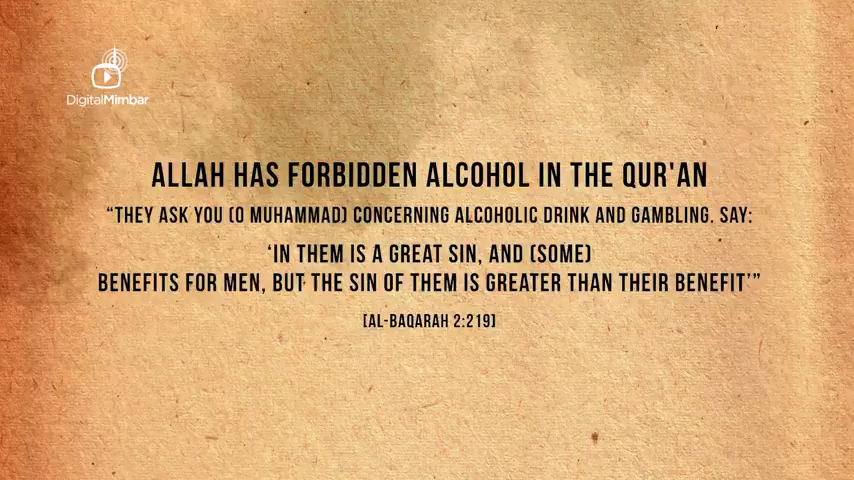 DigitalMimbar
ALLAH HAS FORBIDDEN ALCOHOL IN THE QUR'AN
“THEY ASK YOU (O MUHAMMAD) CONCERNING ALCOHOLIC DRINK AND GAMBLING. SAY:
‘IN THEM IS A GREAT SIN, AND (SOME)
BENEFITS FOR MEN, BUT THE SIN OF THEM IS GREATER THAN THEIR BENEFIT’”
[AL-BAQARAH 2:219]